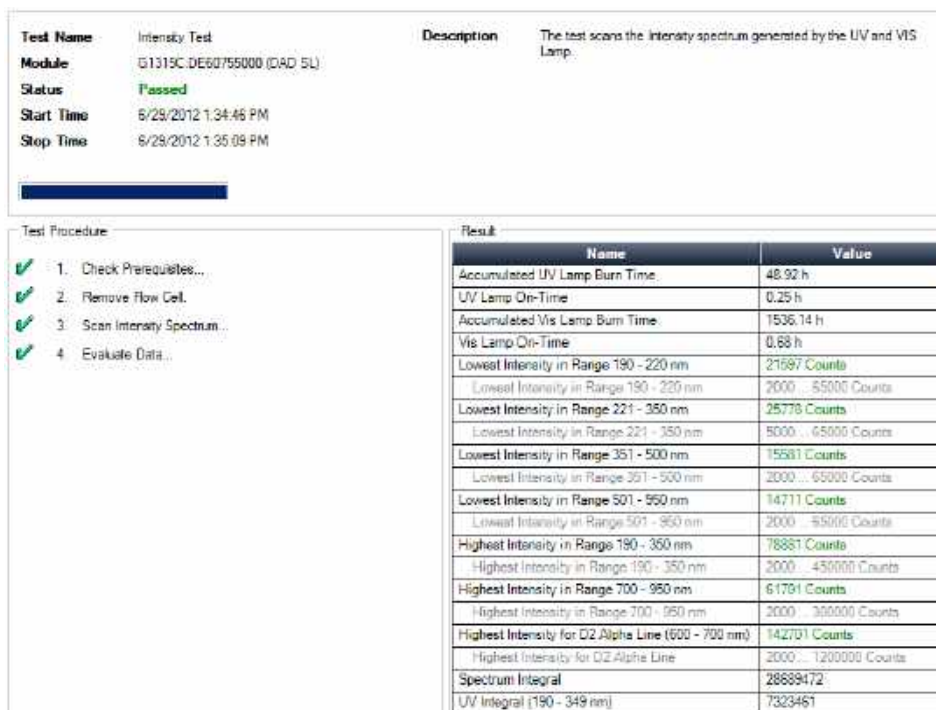 Test Name Intensity Test
Description The test scans the Intensity spectrum generated by the UV and VIS Lamp.
Module G1315C:DE60755000 (DAD SL)
Status Passed
Start Time 6/29/2012 1:34:46 PM
Stop Time 6/29/2012 1:35:09 PM
Test Procedure
1. Check Prerequisites...
2. Remove Flow Cell.
3. Scan Intensity Spectrum...
4. Evaluate Data...
Result
Name Value
Accumulated UV Lamp Burn Time 48.92 h
UV Lamp On-Time 0.25 h
Accumulated Vis Lamp Burn Time 1536.14 h
Vis Lamp On-Time 0.68 h
Lowest Intensity in Range 190 - 220 nm 21597 Counts
Lowest Intensity in Range 190 - 220 nm 2000 ... 65000 Counts
Lowest Intensity in Range 221 - 350 nm 25778 Counts
Lowest Intensity in Range 221 - 350 nm 5000 ... 65000 Counts
Lowest Intensity in Range 351 - 500 nm 15581 Counts
Lowest Intensity in Range 351 - 500 nm 2000 ... 65000 Counts
Lowest Intensity in Range 501 - 950 nm 14711 Counts
Lowest Intensity in Range 501 - 950 nm 2000 ... 65000 Counts
Highest Intensity in Range 190 - 350 nm 78881 Counts
Highest Intensity in Range 190 - 350 nm 2000 ... 450000 Counts
Highest Intensity in Range 700 - 950 nm 61701 Counts
Highest Intensity in Range 700 - 950 nm 2000 ... 300000 Counts
Highest Intensity for D2 Alpha Line (600 - 700 nm) 142701 Counts
Highest Intensity for D2 Alpha Line 2000 ... 1200000 Counts
Spectrum Integral 28689472
UV Integral (190 - 349 nm) 7323461